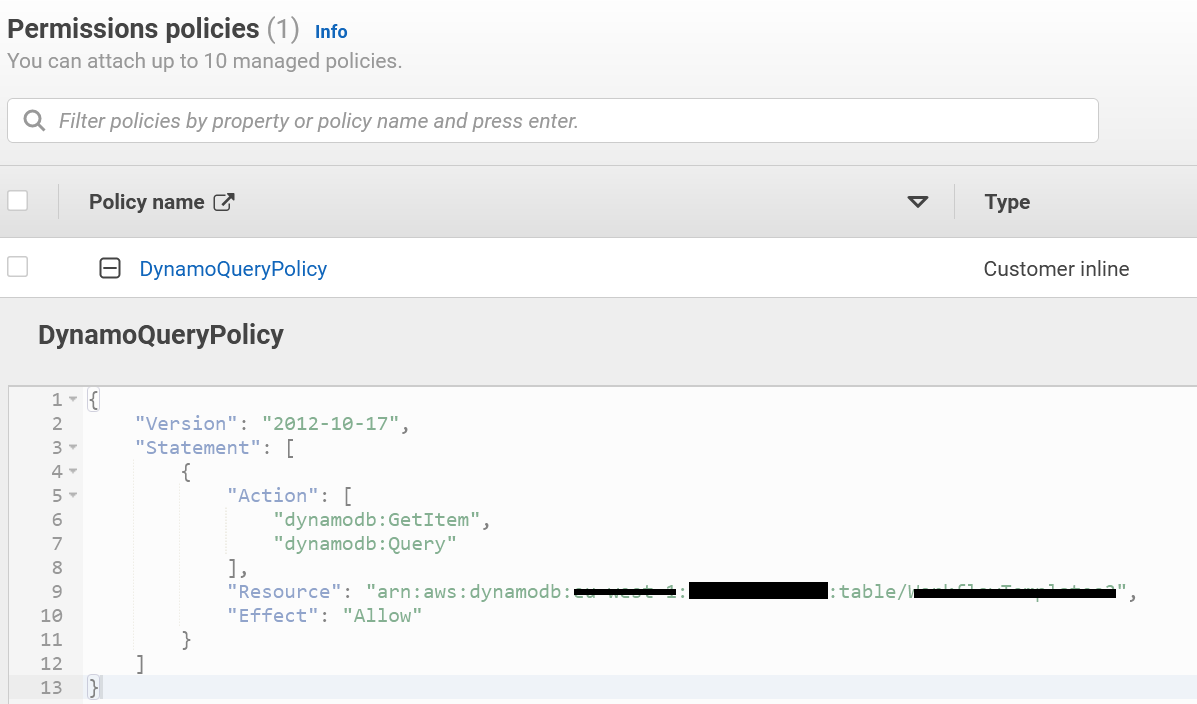 Permissions policies (1) Info
You can attach up to 10 managed policies.
Filter policies by property or policy name and press enter.
Policy name Type
DynamoQueryPolicy Customer inline
DynamoQueryPolicy
1 {
2 "Version": "2012-10-17",
3 "Statement": [
4 {
5 "Action": [
6 "dynamodb:GetItem",
7 "dynamodb:Query"
8 ],
9 "Resource": "arn:aws:dynamodb: : :table/ ",
10 "Effect": "Allow"
11 }
12 ]
13 }